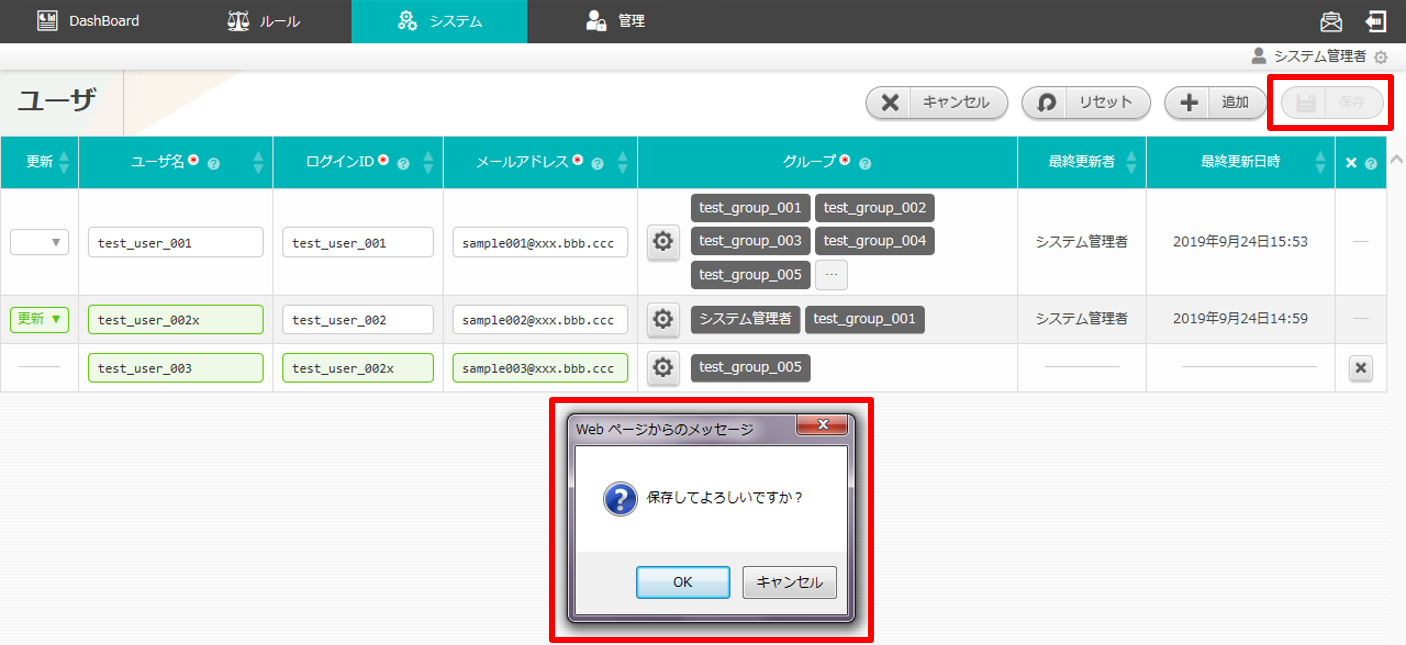 DashBoard ルール システム 管理
システム管理者
ユーザ キャンセル リセット 追加 保存
更新 ユーザ名* ログインID* メールアドレス* グループ* 最終更新者 最終更新日時
test_group_001 test_group_002
test_user_001 test_user_001 sample001@xxx.bbb.ccc test_group_003 test_group_004 システム管理者 2019年9月24日15:53
test_group_005 ...
更新 test_user_002x test_user_002 sample002@xxx.bbb.ccc システム管理者 test_group_001 システム管理者 2019年9月24日14:59
test_user_003 test_user_002x sample003@xxx.bbb.ccc test_group_005
Web ページからのメッセージ
保存してよろしいですか？
OK キャンセル